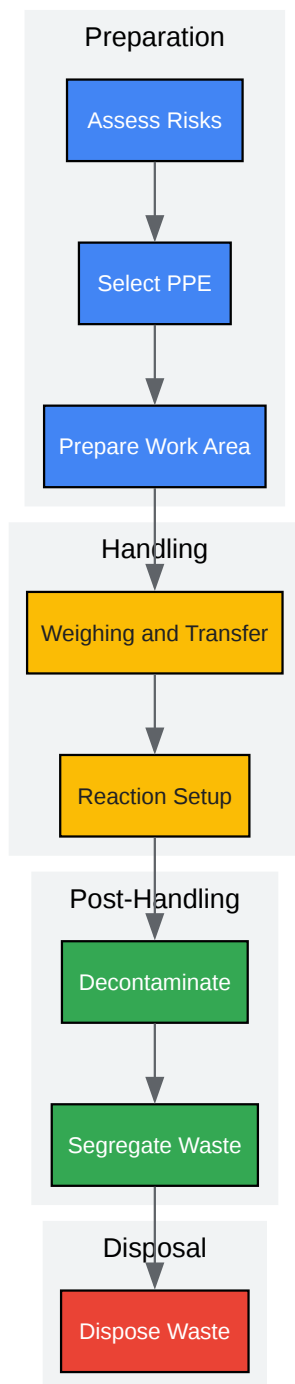 Preparation
Assess Risks
Select PPE
Prepare Work Area
Handling
Weighing and Transfer
Reaction Setup
Post-Handling
Decontaminate
Segregate Waste
Disposal
Dispose Waste